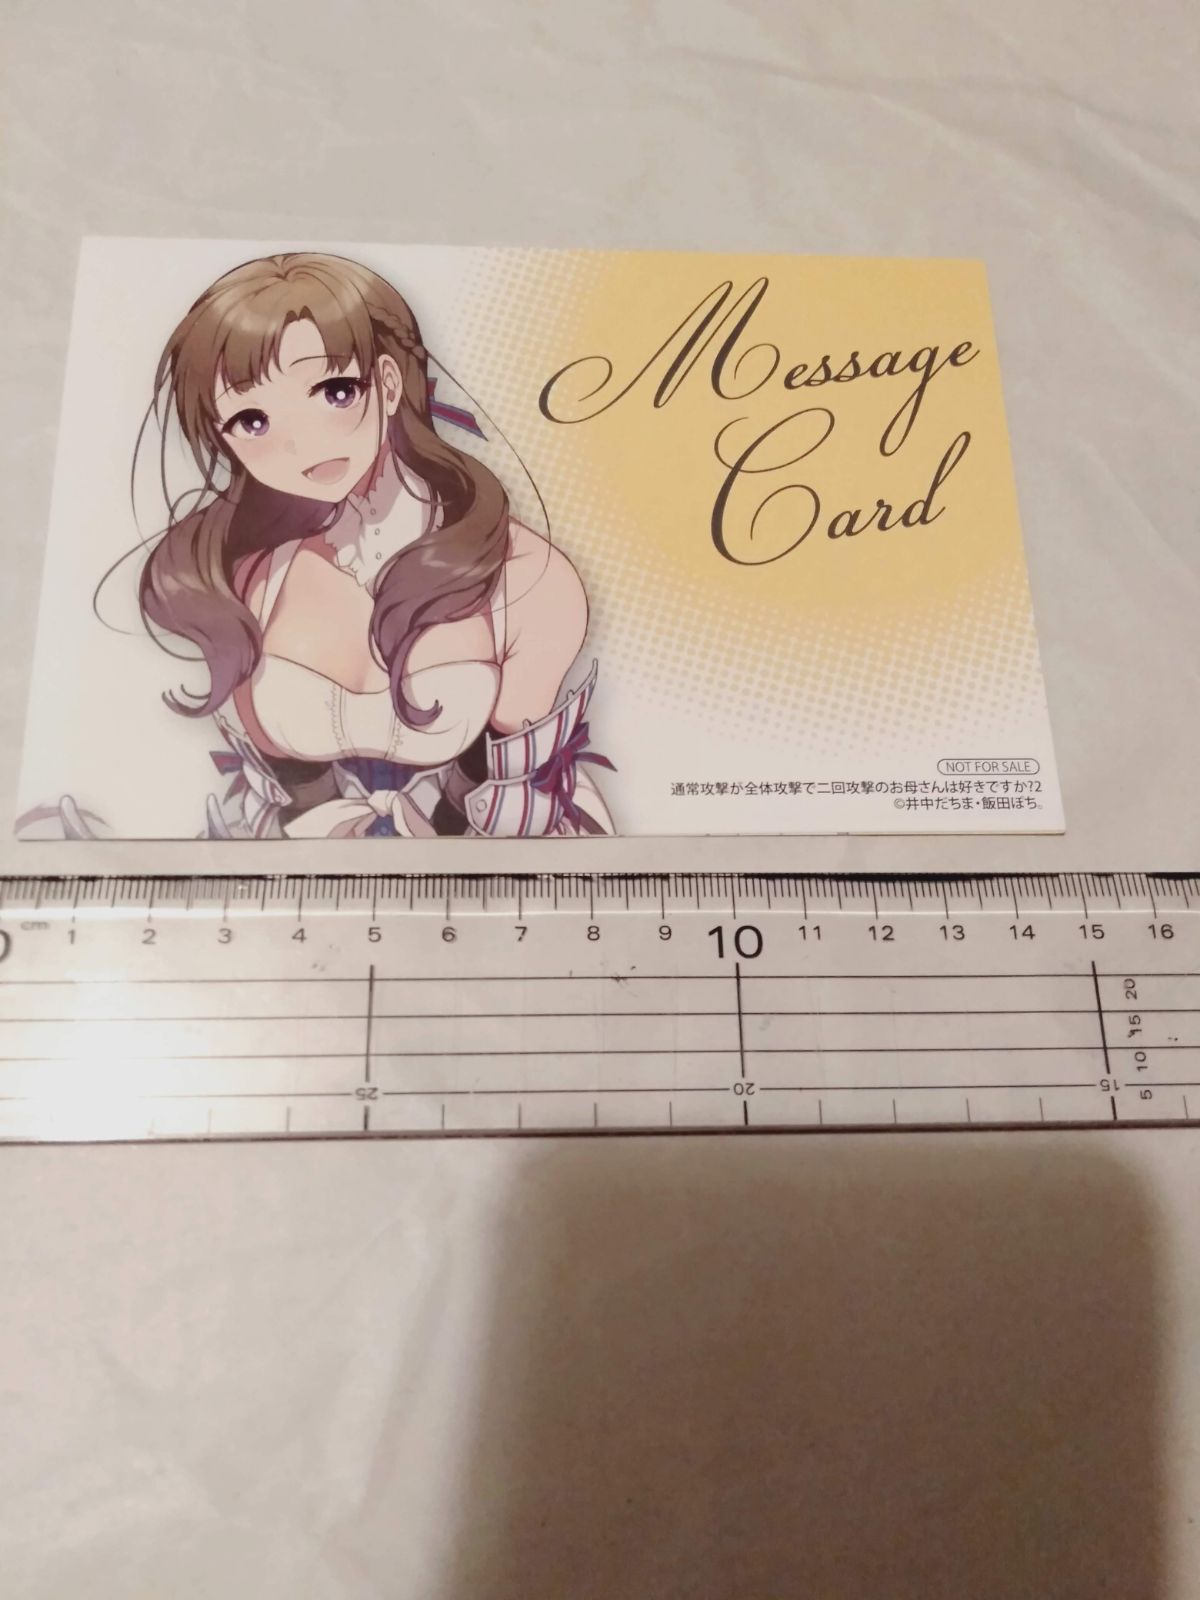 Message
Card
NOT FOR SALE
通常攻撃が全体攻撃で二回攻撃のお母さんは好きですか?2
©井中だちま・飯田ぽち。
0 cm 1 2 3 4 5 6 7 8 9 10 11 12 13 14 15 16
20
15
10
5
25 20 15